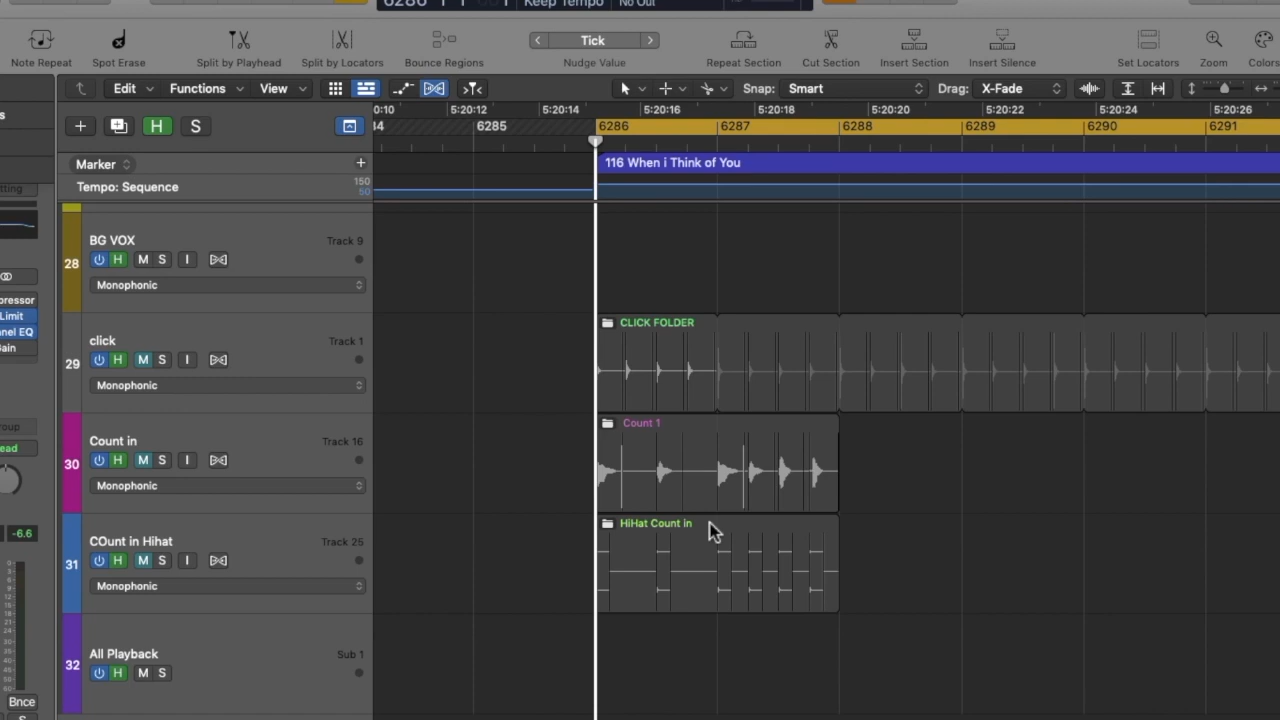 Keep Tempo No Out
Note Repeat Spot Erase Split by Playhead Split by Locators Bounce Regions Tick Nudge Value Repeat Section Cut Section Insert Section Insert Silence Set Locators Zoom Colors
Edit Functions View Snap: Smart Drag: X-Fade
0:10 5:20:12 5:20:14 5:20:16 5:20:18 5:20:20 5:20:22 5:20:24 5:20:26
H S 6285 6286 6287 6288 6289 6290 6291
Marker + 116 When i Think of You
Tempo: Sequence 150
50
28 BG VOX Track 9
H M S I
Monophonic
29 click Track 1 CLICK FOLDER
H M S I
Monophonic
30 Count in Track 16 Count 1
H M S I
Monophonic
31 COunt in Hihat Track 25 HiHat Count in
H M S I
Monophonic
32 All Playback Sub 1
H M S
Limit
-6.6
Bnce